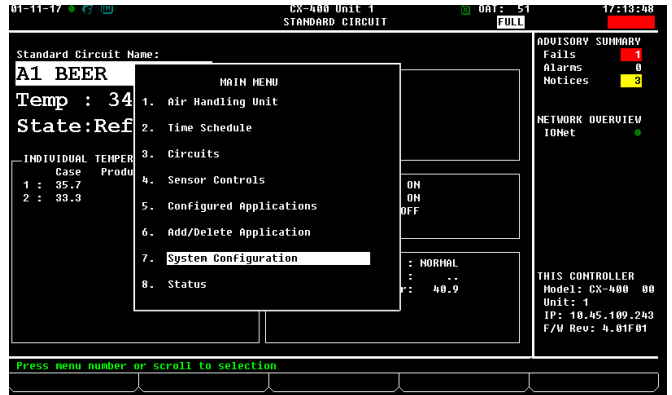 01-11-17 CX-400 Unit 1 OAT: 51 17:13:48
STANDARD CIRCUIT FULL
ADVISORY SUMMARY
Fails 1
Alarms 0
Notices 3
NETWORK OVERVIEW
IONet
THIS CONTROLLER
Model: CX-400 00
Unit: 1
IP: 10.45.109.243
F/W Rev: 4.01F01
Standard Circuit Name:
A1 BEER
Temp : 34
State:Ref
INDIVIDUAL TEMPER
Case Produ
1 : 35.7
2 : 33.3
MAIN MENU
1. Air Handling Unit
2. Time Schedule
3. Circuits
4. Sensor Controls
5. Configured Applications
6. Add/Delete Application
7. System Configuration
8. Status
ON
ON
OFF
: NORMAL
: ..
r: 40.9
Press menu number or scroll to selection